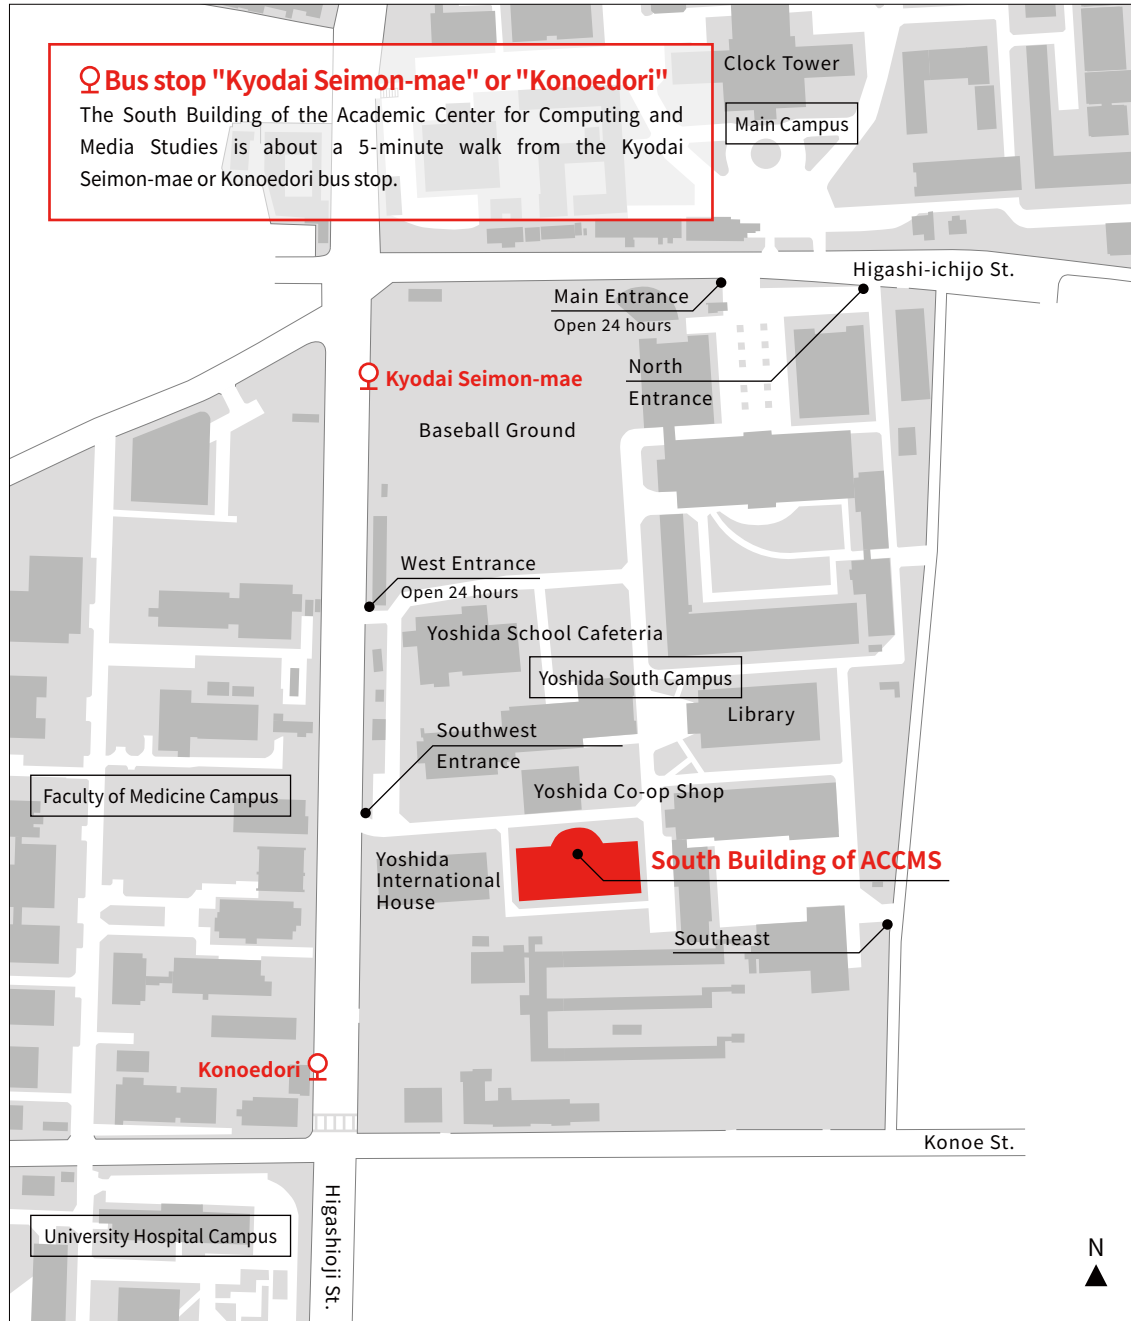 Bus stop "Kyodai Seimon-mae" or "Konoedori"
The South Building of the Academic Center for Computing and
Media Studies is about a 5-minute walk from the Kyodai
Seimon-mae or Konoedori bus stop.
Clock Tower
Main Campus
Higashi-ichijo St.
Main Entrance
Open 24 hours
North
Entrance
Kyodai Seimon-mae
Baseball Ground
West Entrance
Open 24 hours
Yoshida School Cafeteria
Yoshida South Campus
Library
Southwest
Entrance
Yoshida Co-op Shop
Faculty of Medicine Campus
Yoshida
International
House
South Building of ACCMS
Southeast
Konoedori
Konoe St.
Higashioji St.
University Hospital Campus
N